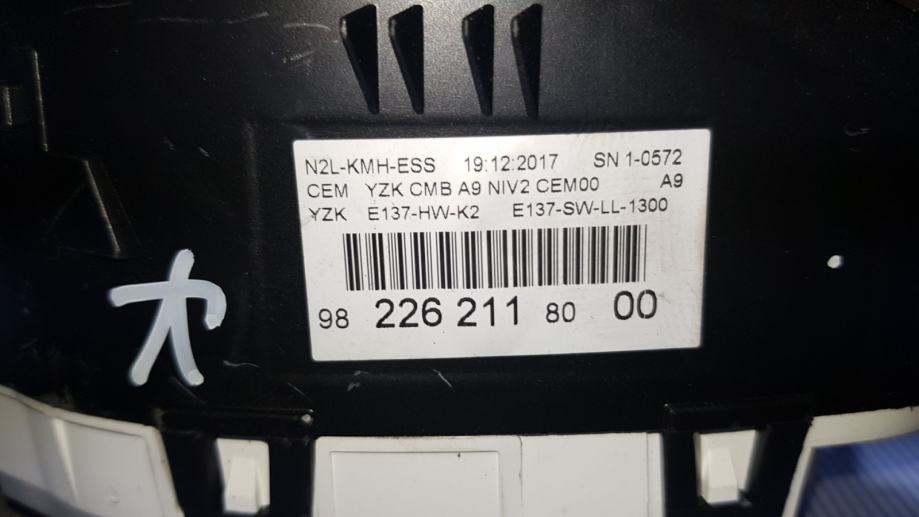 N2L-KMH-ESS 19:12:2017 SN 1-0572
CEM YZK CMB A9 NIV2 CEM00 A9
YZK E137-HW-K2 E137-SW-LL-1300
98 226 211 80 00